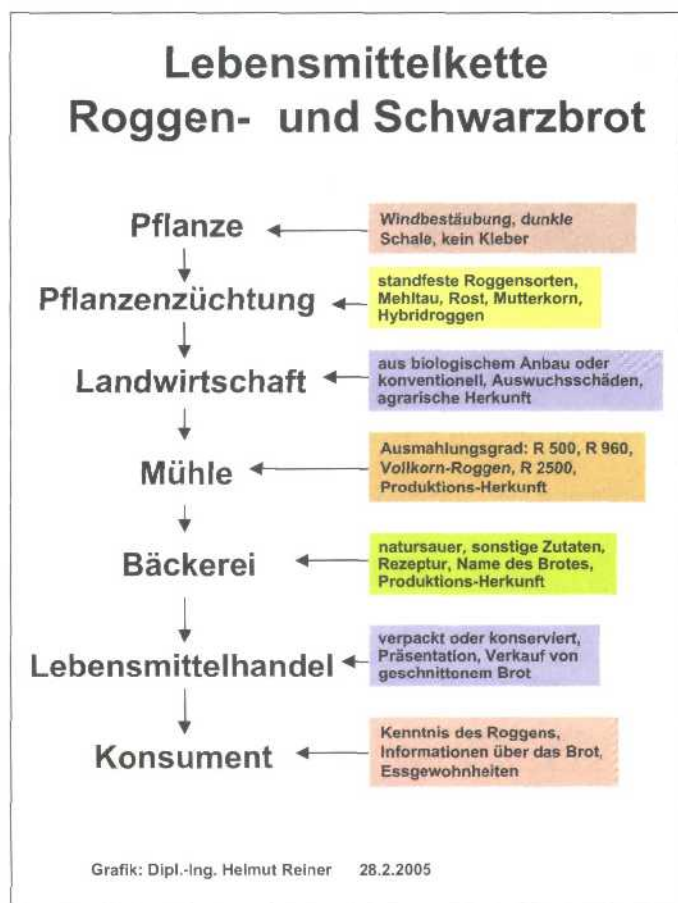 Lebensmittelkette
Roggen- und Schwarzbrot
Pflanze
Windbestäubung, dunkle
Schale, kein Kleber
Pflanzenzüchtung
standfeste Roggensorten,
Mehltau, Rost, Mutterkorn,
Hybridroggen
Landwirtschaft
aus biologischem Anbau oder
konventionell, Auswuchsschäden,
agrarische Herkunft
Mühle
Ausmahlungsgrad: R 500, R 960,
Vollkorn-Roggen, R 2500,
Produktions-Herkunft
Bäckerei
natursauer, sonstige Zutaten,
Rezeptur, Name des Brotes,
Produktions-Herkunft
Lebensmittelhandel
verpackt oder konserviert,
Präsentation, Verkauf von
geschnittenem Brot
Konsument
Kenntnis des Roggens,
Informationen über das Brot,
Essgewohnheiten
Grafik: Dipl.-Ing. Helmut Reiner 28.2.2005